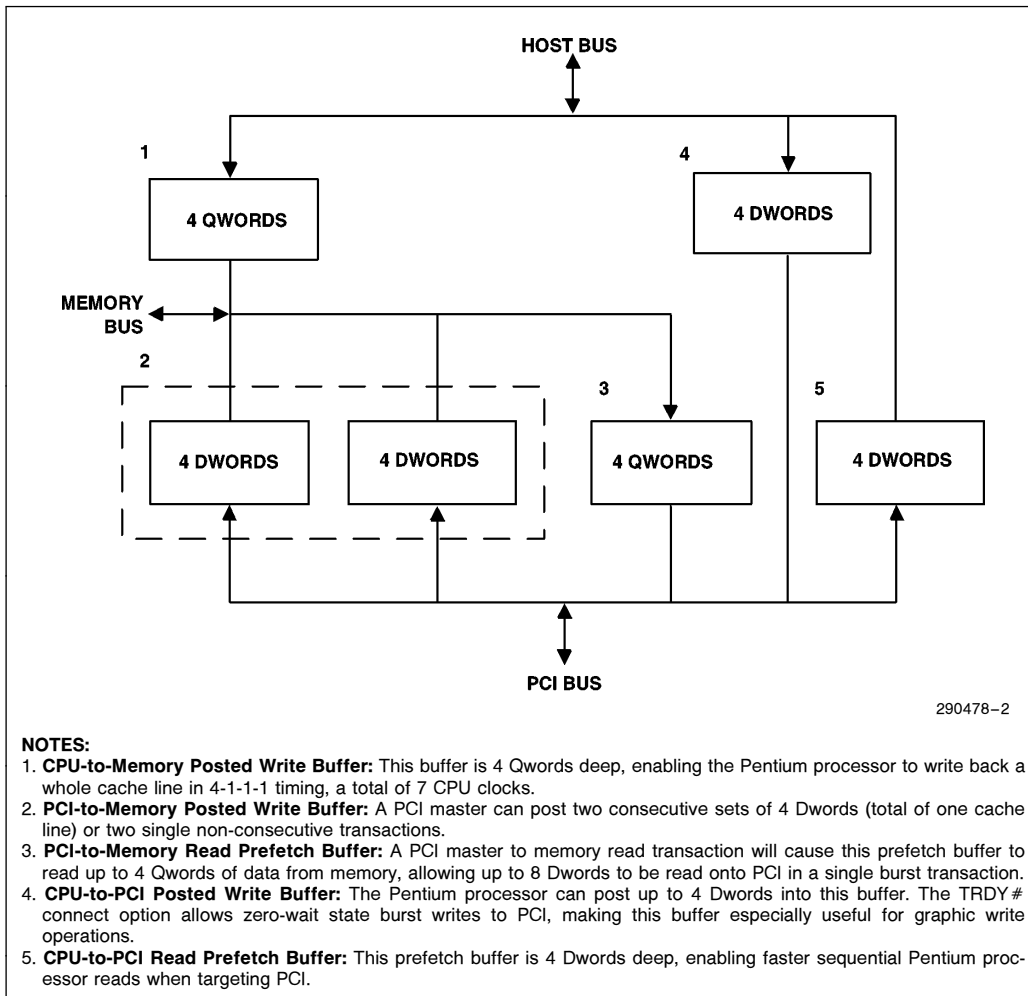 HOST BUS
1
4
4 QWORDS
4 DWORDS
MEMORY
BUS
2
3
5
4 DWORDS
4 DWORDS
4 QWORDS
4 DWORDS
PCI BUS
290478–2
NOTES:
1. CPU-to-Memory Posted Write Buffer: This buffer is 4 Qwords deep, enabling the Pentium processor to write back a
whole cache line in 4-1-1-1 timing, a total of 7 CPU clocks.
2. PCI-to-Memory Posted Write Buffer: A PCI master can post two consecutive sets of 4 Dwords (total of one cache
line) or two single non-consecutive transactions.
3. PCI-to-Memory Read Prefetch Buffer: A PCI master to memory read transaction will cause this prefetch buffer to
read up to 4 Qwords of data from memory, allowing up to 8 Dwords to be read onto PCI in a single burst transaction.
4. CPU-to-PCI Posted Write Buffer: The Pentium processor can post up to 4 Dwords into this buffer. The TRDY#
connect option allows zero-wait state burst writes to PCI, making this buffer especially useful for graphic write
operations.
5. CPU-to-PCI Read Prefetch Buffer: This prefetch buffer is 4 Dwords deep, enabling faster sequential Pentium proc-
essor reads when targeting PCI.